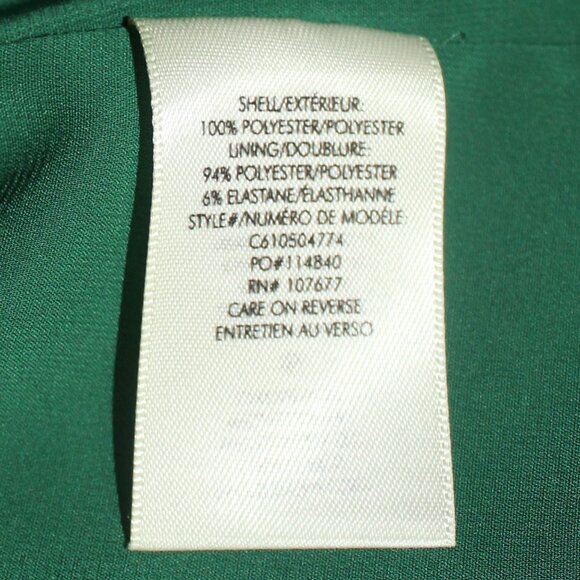 SHELL/EXTÉRIEUR:
100% POLYESTER/POLYESTER
LINING/DOUBLURE:
94% POLYESTER/POLYESTER
6% ELASTANE/ÉLASTHANNE
STYLE#/NUMÉRO DE MODÈLE:
C610504774
PO#114840
RN# 107677
CARE ON REVERSE
ENTRETIEN AU VERSO